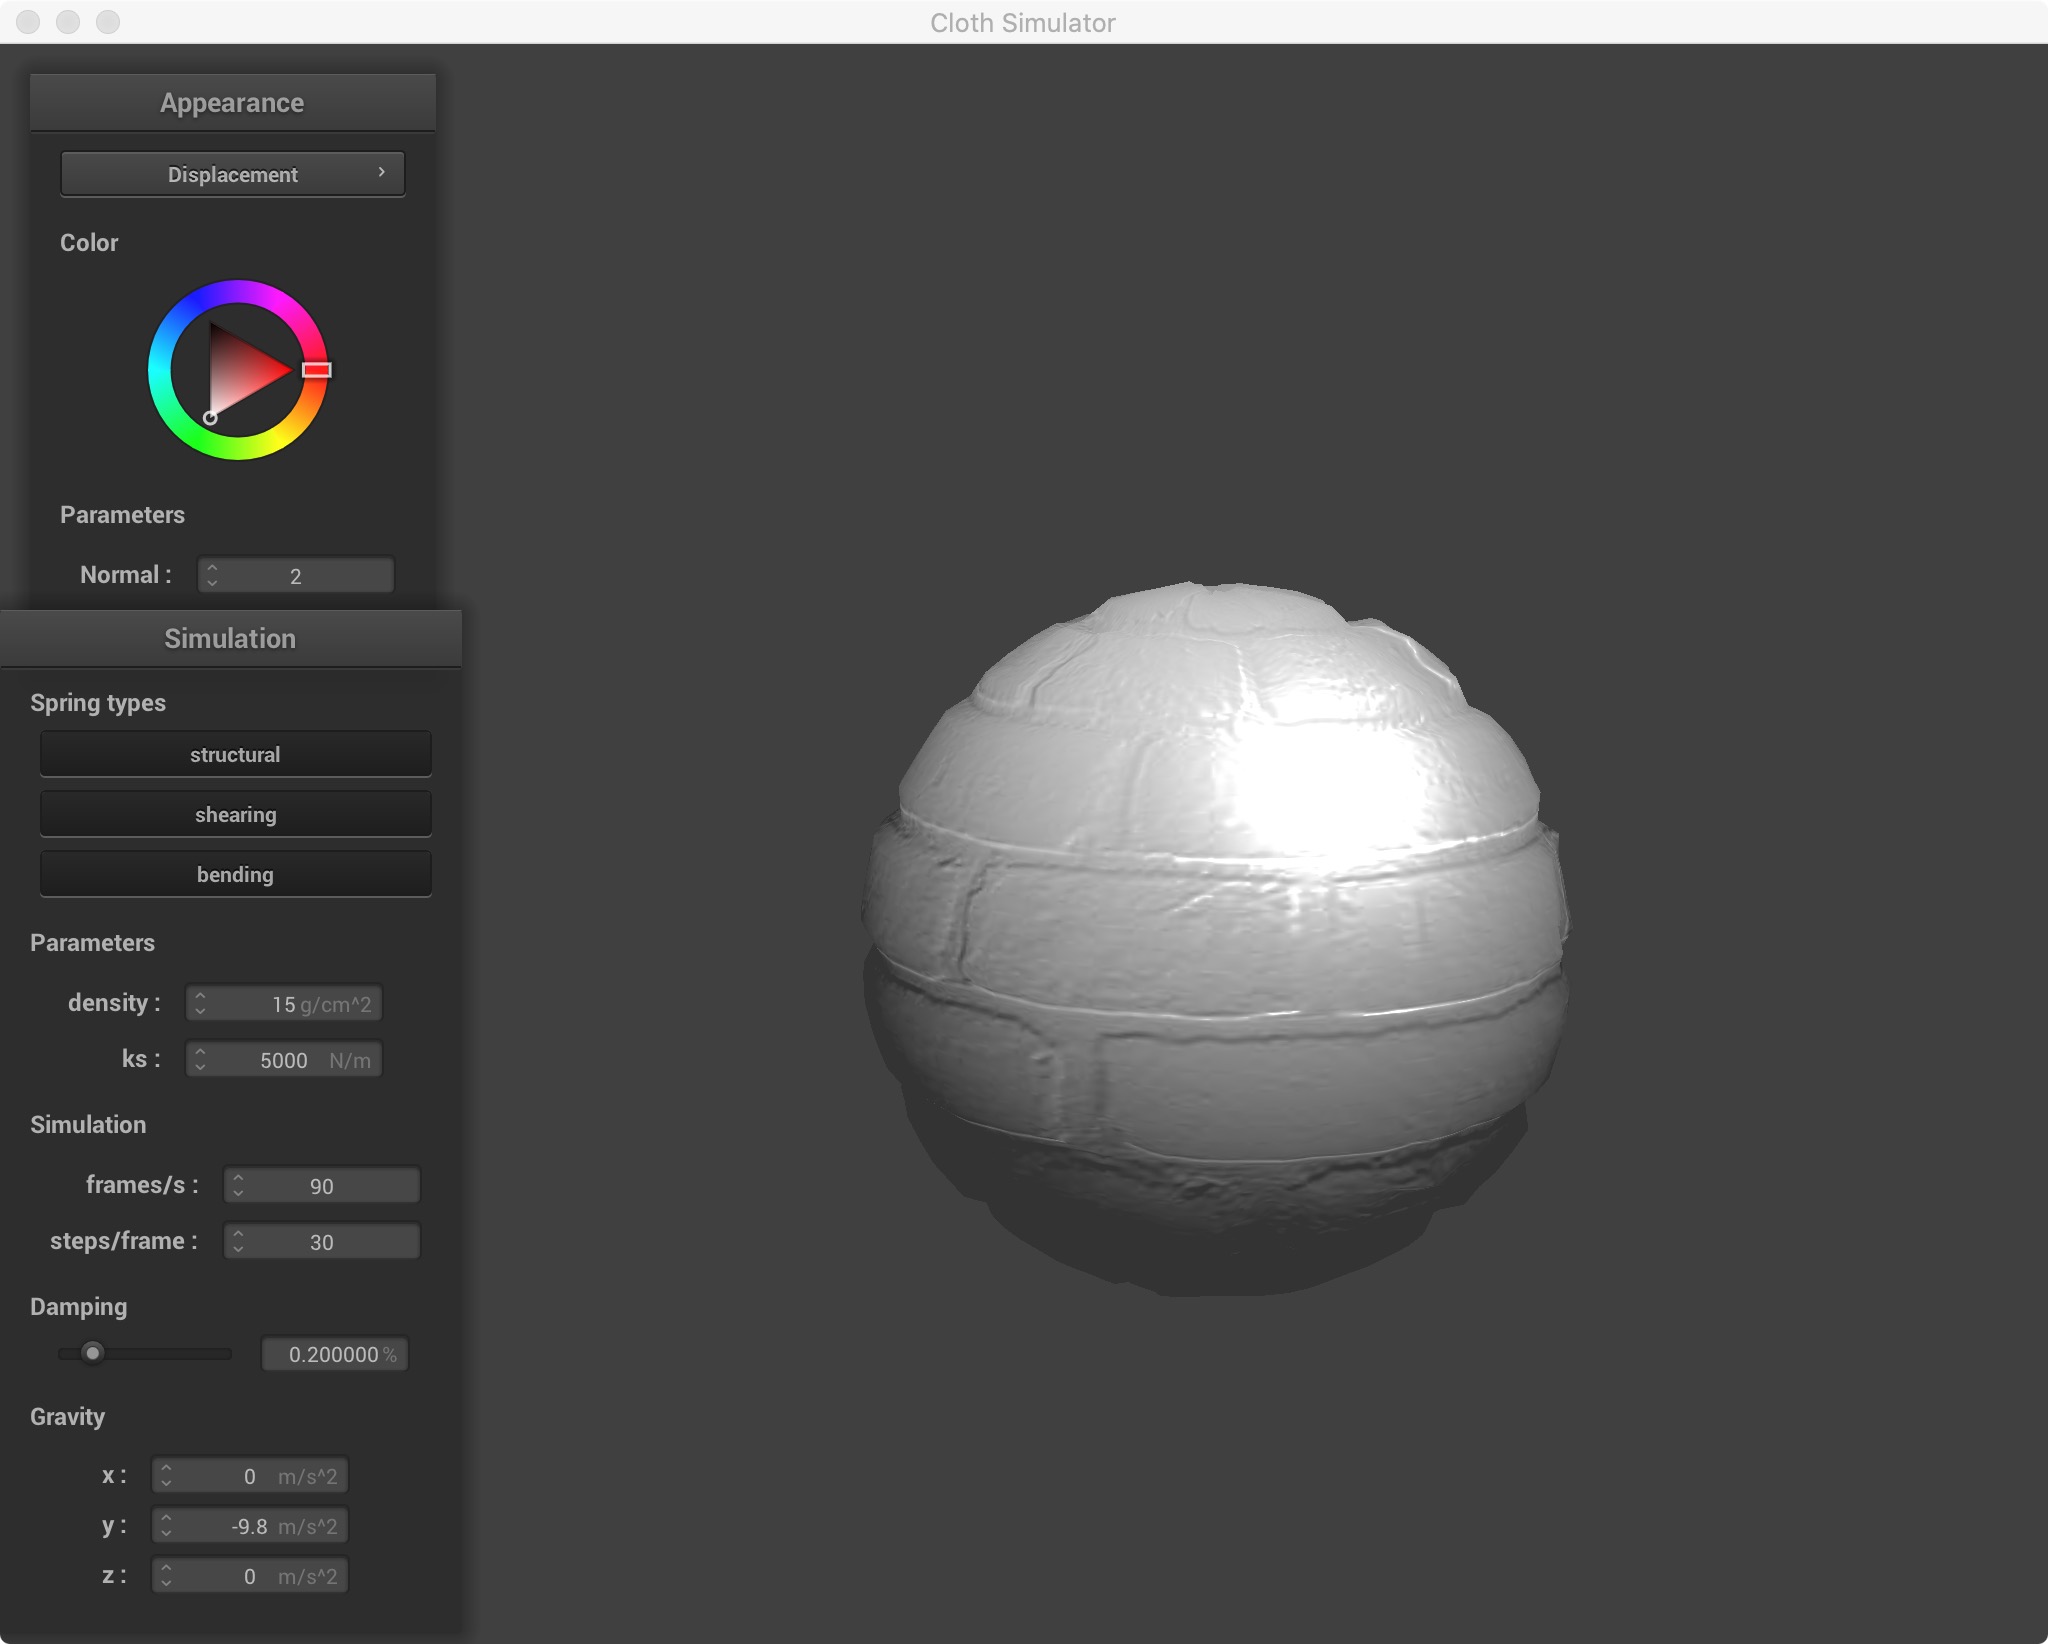 Cloth Simulator
Appearance
Displacement
Color
Parameters
Normal : 2
Simulation
Spring types
structural
shearing
bending
Parameters
density : 15 g/cm^2
ks : 5000 N/m
Simulation
frames/s : 90
steps/frame : 30
Damping
0.200000 %
Gravity
x : 0 m/s^2
y : -9.8 m/s^2
z : 0 m/s^2